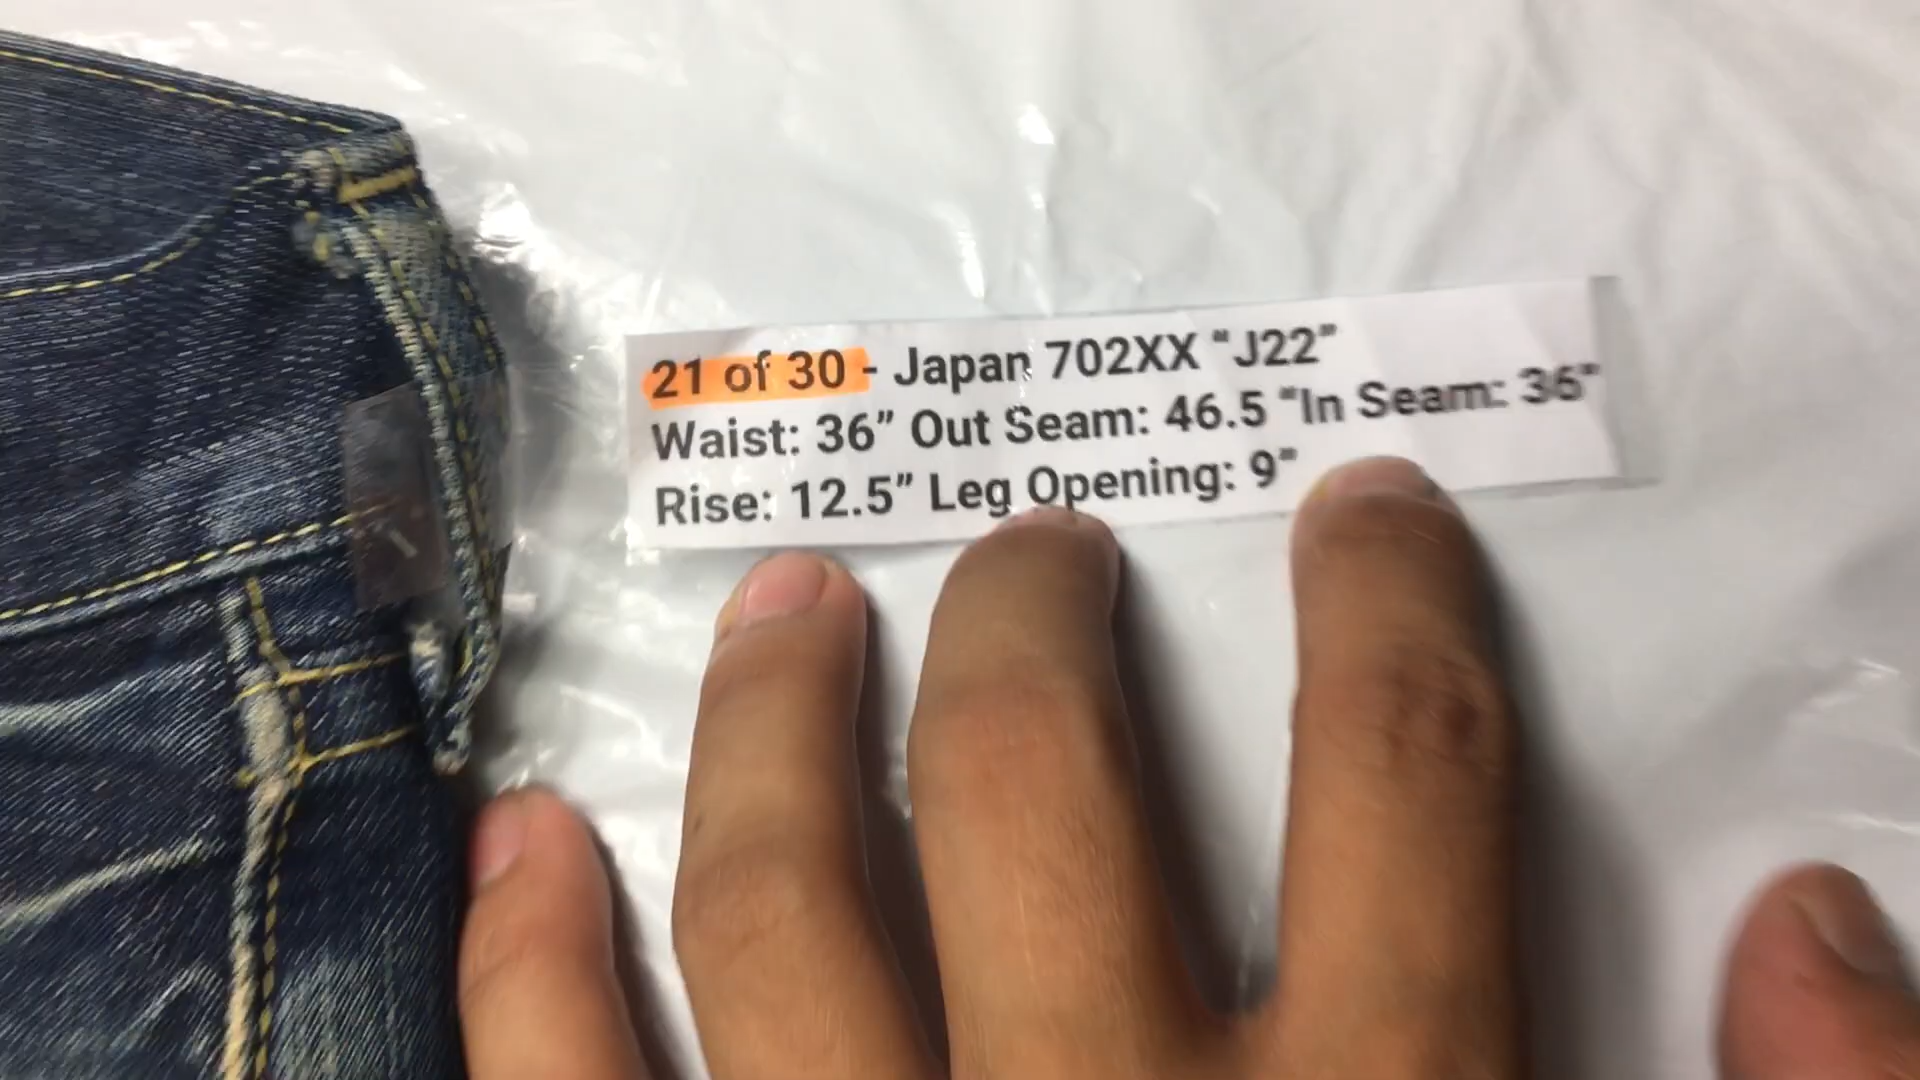 21 of 30 - Japan 702XX “J22”
Waist: 36” Out Seam: 46.5 “In Seam: 36”
Rise: 12.5” Leg Opening: 9”